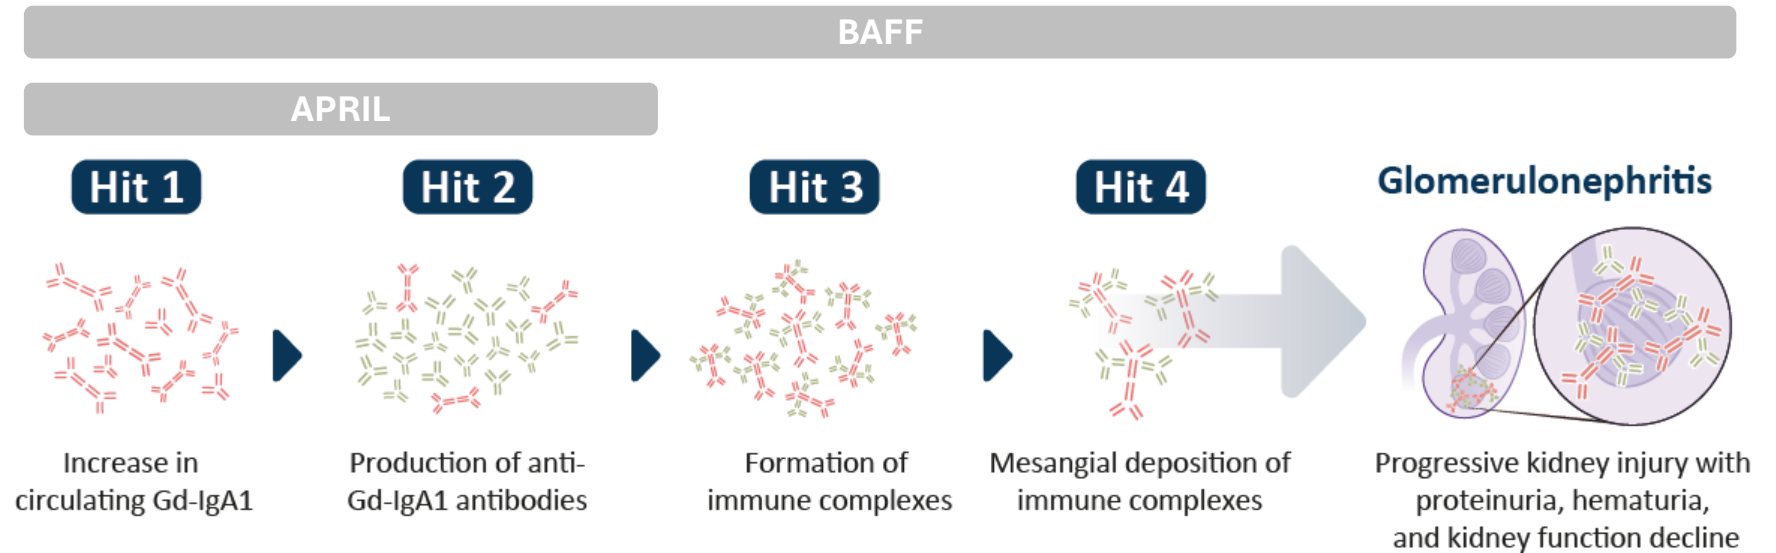 BAFF
APRIL
Hit 1
Hit 2
Hit 3
Hit 4
Glomerulonephritis
Increase in
circulating Gd-IgA1
Production of anti-
Gd-IgA1 antibodies
Formation of
immune complexes
Mesangial deposition of
immune complexes
Progressive kidney injury with
proteinuria, hematuria,
and kidney function decline